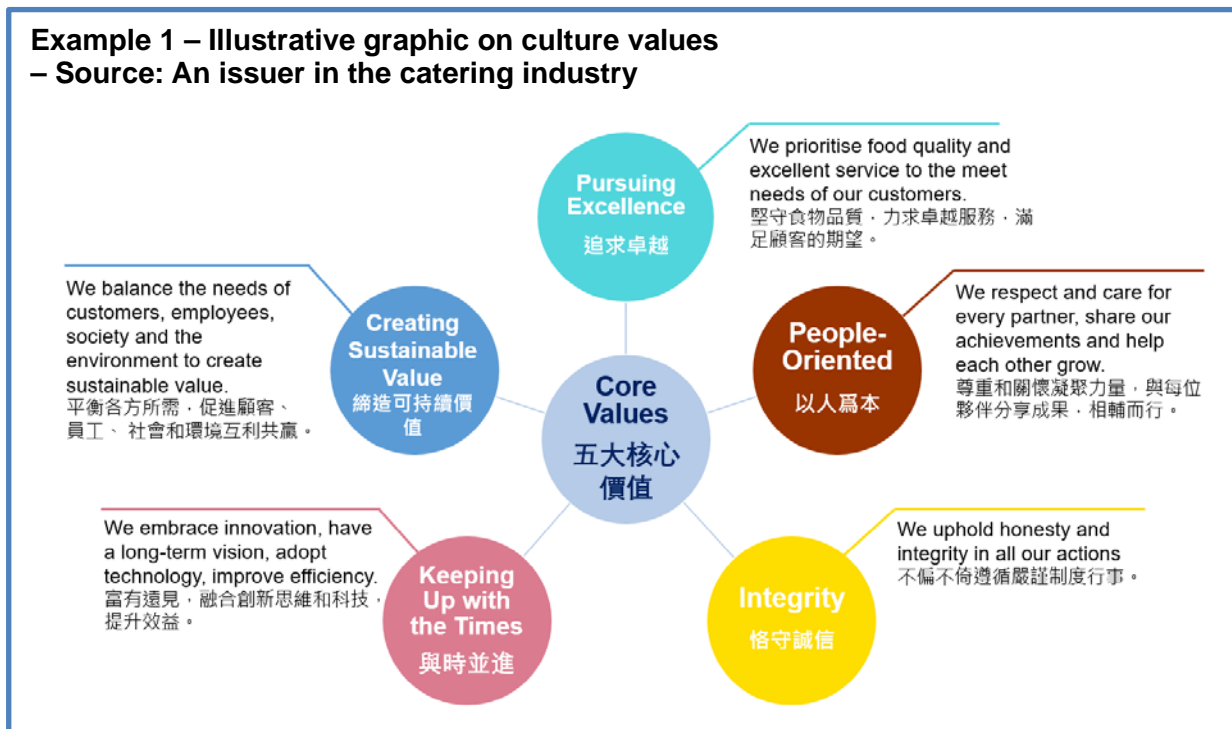 Example 1 – Illustrative graphic on culture values
– Source: An issuer in the catering industry
Pursuing
Excellence
追求卓越
We prioritise food quality and
excellent service to the meet
needs of our customers.
堅守食物品質，力求卓越服務，滿
足顧客的期望。
People-
Oriented
以人爲本
We respect and care for
every partner, share our
achievements and help
each other grow.
尊重和關懷凝聚力量，與每位
夥伴分享成果，相輔而行。
Integrity
恪守誠信
We uphold honesty and
integrity in all our actions
不偏不倚遵循嚴謹制度行事。
Keeping
Up with
the Times
與時並進
We embrace innovation, have
a long-term vision, adopt
technology, improve efficiency.
富有遠見，融合創新思維和科技，
提升效益。
Creating
Sustainable
Value
締造可持續價
值
We balance the needs of
customers, employees,
society and the
environment to create
sustainable value.
平衡各方所需，促進顧客、
員工、 社會和環境互利共贏。
Core
Values
五大核心
價值